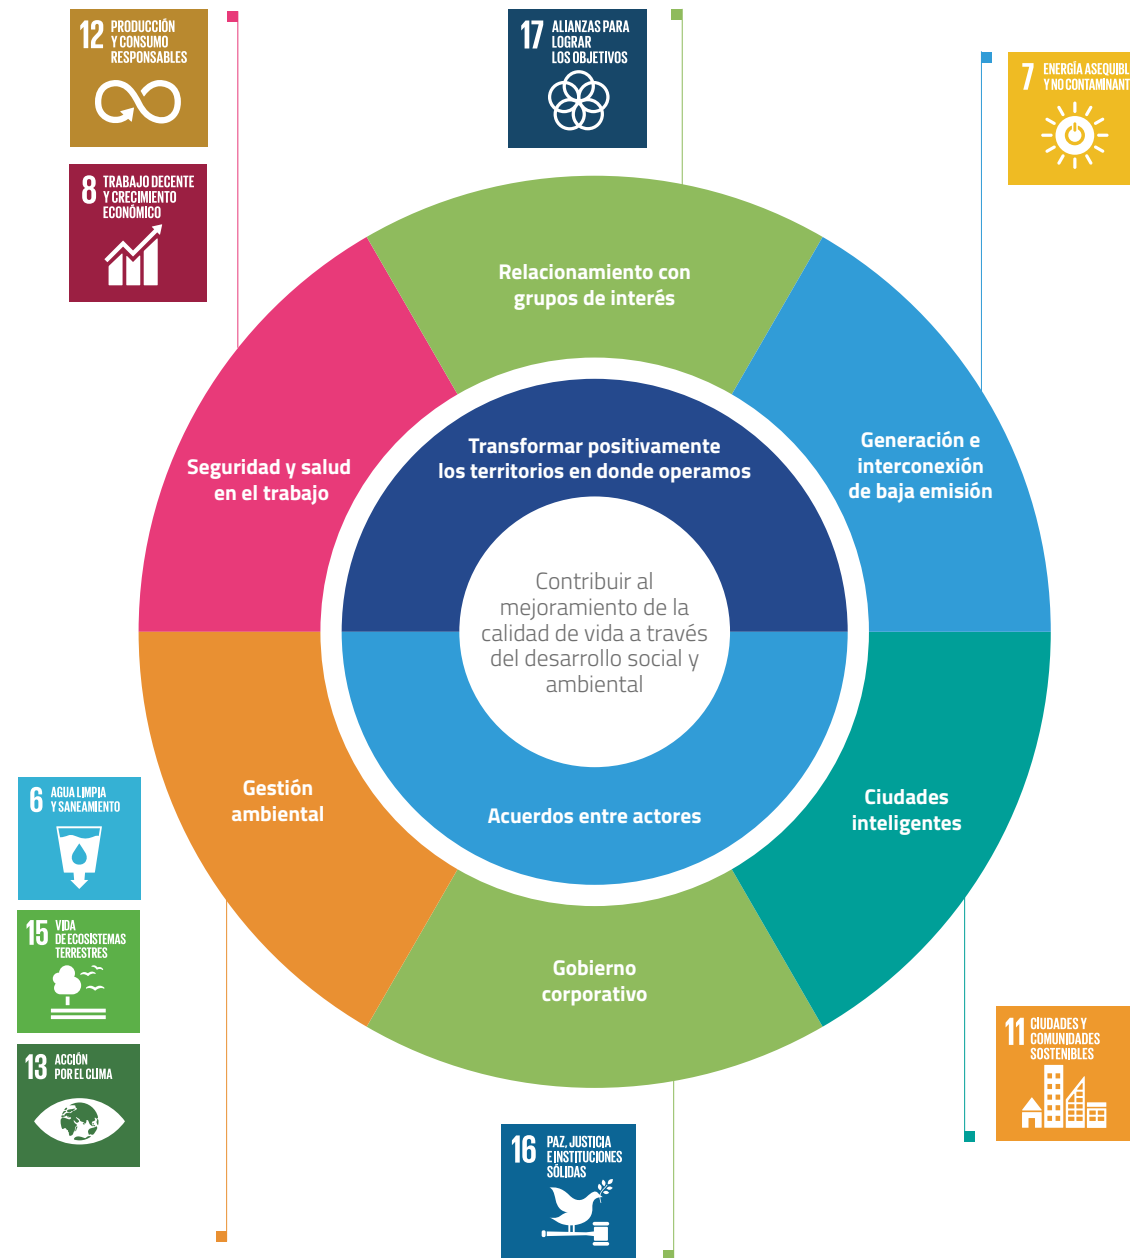 12 PRODUCCIÓN
Y CONSUMO
RESPONSABLES
17 ALIANZAS PARA
LOGRAR
LOS OBJETIVOS
7 ENERGÍA ASEQUIBL
Y NO CONTAMINANT
8 TRABAJO DECENTE
Y CRECIMIENTO
ECONÓMICO
Relacionamiento con
grupos de interés
Seguridad y salud
en el trabajo
Transformar positivamente
los territorios en donde operamos
Generación e
interconexión
de baja emisión
Contribuir al
mejoramiento de la
calidad de vida a través
del desarrollo social y
ambiental
Gestión
ambiental
Acuerdos entre actores
Ciudades
inteligentes
Gobierno
corporativo
6 AGUA LIMPIA
Y SANEAMIENTO
15 VIDA
DE ECOSISTEMAS
TERRESTRES
13 ACCIÓN
POR EL CLIMA
11 CIUDADES Y
COMUNIDADES
SOSTENIBLES
16 PAZ, JUSTICIA
E INSTITUCIONES
SÓLIDAS